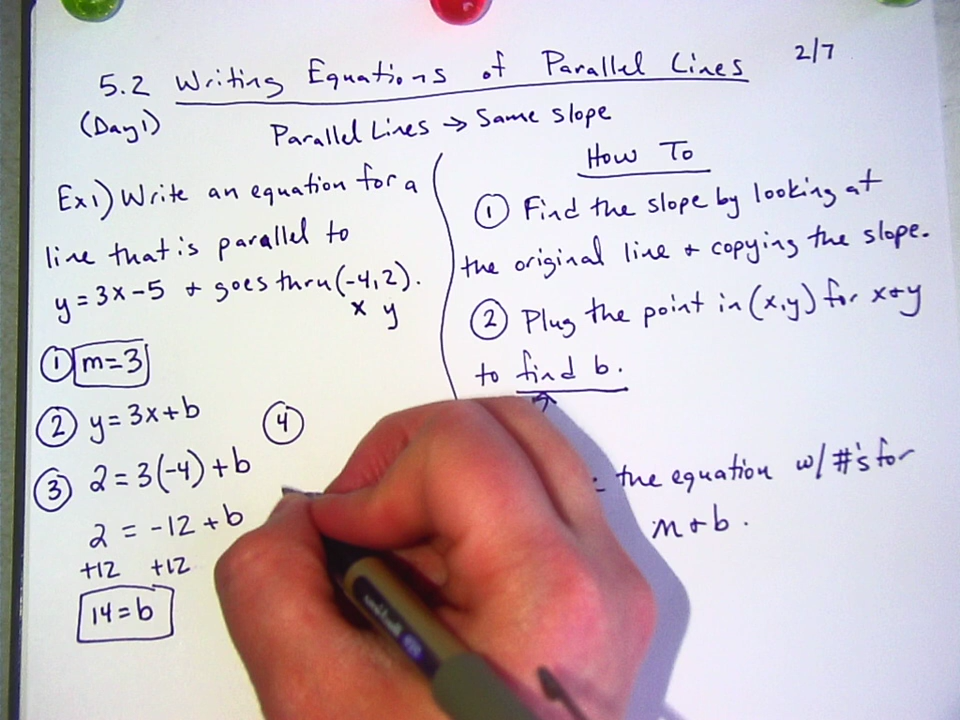 5.2 Writing Equations of Parallel Lines 2/7
(Day 1)
Parallel Lines → Same slope
Ex1) Write an equation for a
line that is parallel to
y = 3x - 5 + goes thru (-4, 2).
x y
① m = 3
② y = 3x + b
③ 2 = 3(-4) + b
2 = -12 + b
+12 +12
14 = b
④
How To
① Find the slope by looking at
the original line + copying the slope.
② Plug the point in (x, y) for x + y
to find b.
the equation w/ #'s for
m + b.
uniball